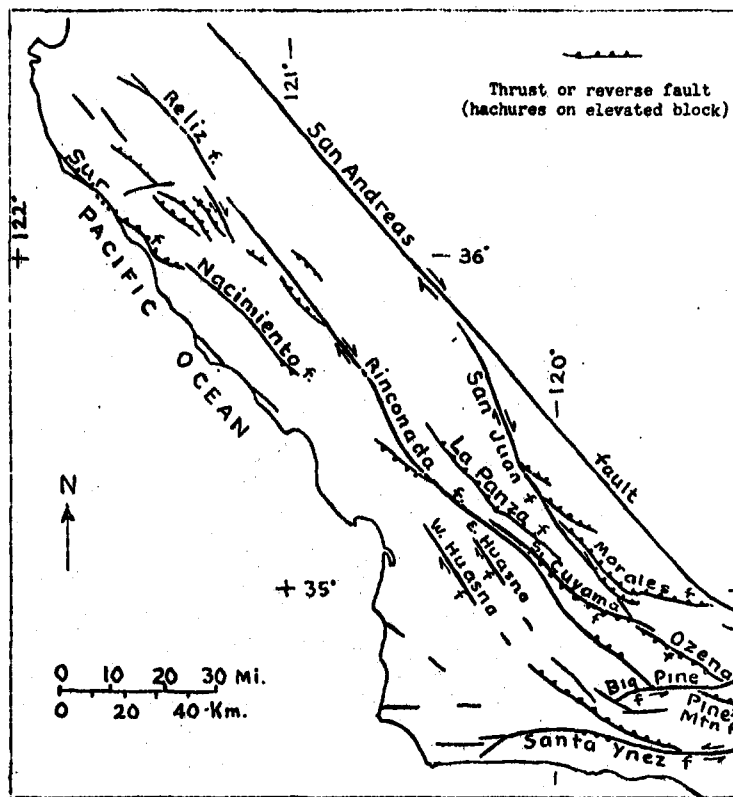 Thrust or reverse fault
(hachures on elevated block)
121°
Reliz f.
San Andreas
fault
Sur
f
122°
PACIFIC
OCEAN
36°
Nacimiento f.
120°
Rinconada f.
San Juan f
La Panza f
N
W. Huasna f
E. Huasna f
S. Cuyama f
Morales f
35°
Ozena f
0 10 20 30 Mi.
0 20 40 Km.
Big Pine f
Pine
Mtn f
Santa Ynez f